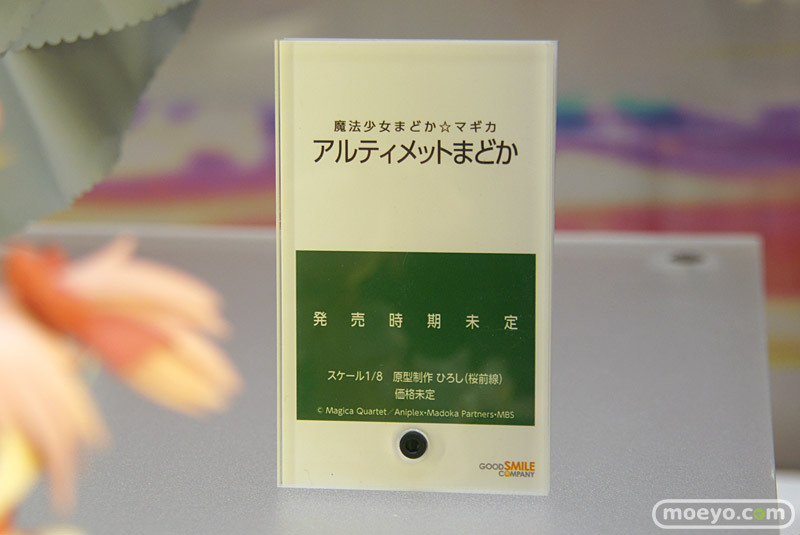 魔法少女まどか☆マギカ
アルティメットまどか
発売時期未定
スケール1/8 原型制作 ひろし(桜前線)
価格未定
© Magica Quartet／Aniplex・Madoka Partners・MBS
GOOD SMILE
COMPANY
moeyo.com